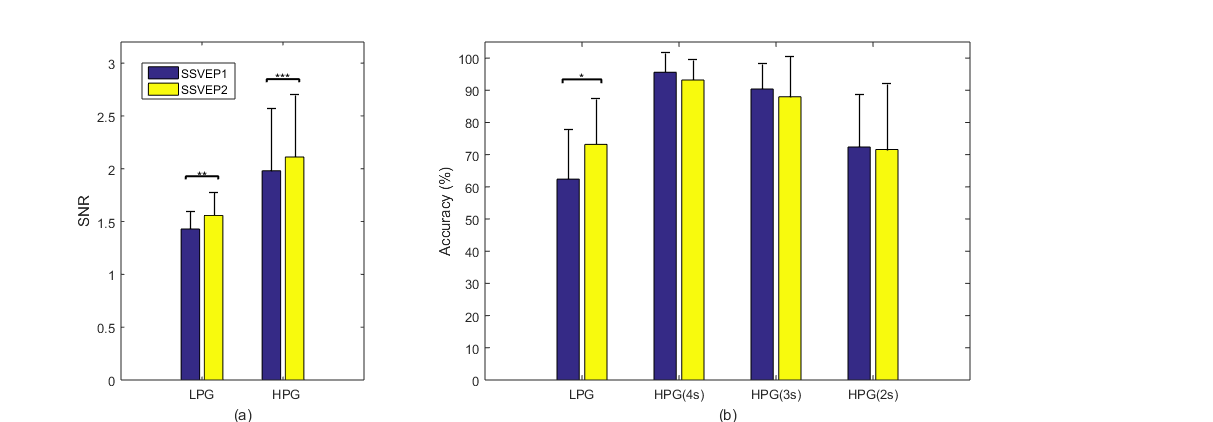 3
2.5
2
1.5
1
0.5
0
SNR
SSVEP1
SSVEP2
**
***
LPG HPG
(a)
100
90
80
70
60
50
40
30
20
10
0
Accuracy (%)
*
LPG HPG(4s) HPG(3s) HPG(2s)
(b)